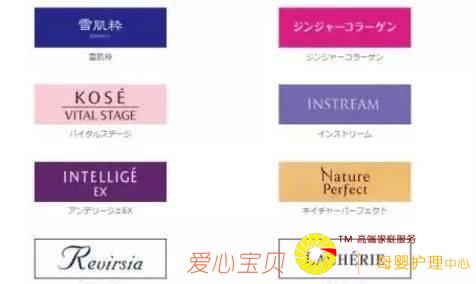 雪肌粋
雪肌粋
ジンジャーコラーゲン
ジンジャーコラーゲン
KOSÉ
VITAL STAGE
バイタルステージ
INSTREAM
インストリーム
INTELLIGÉ
EX
アンテリージェEX
Nature
Perfect
ネイチャーパーフェクト
Revirsia
LACHÉRIE
爱心宝贝
TM 高端家庭服务
母婴护理中心